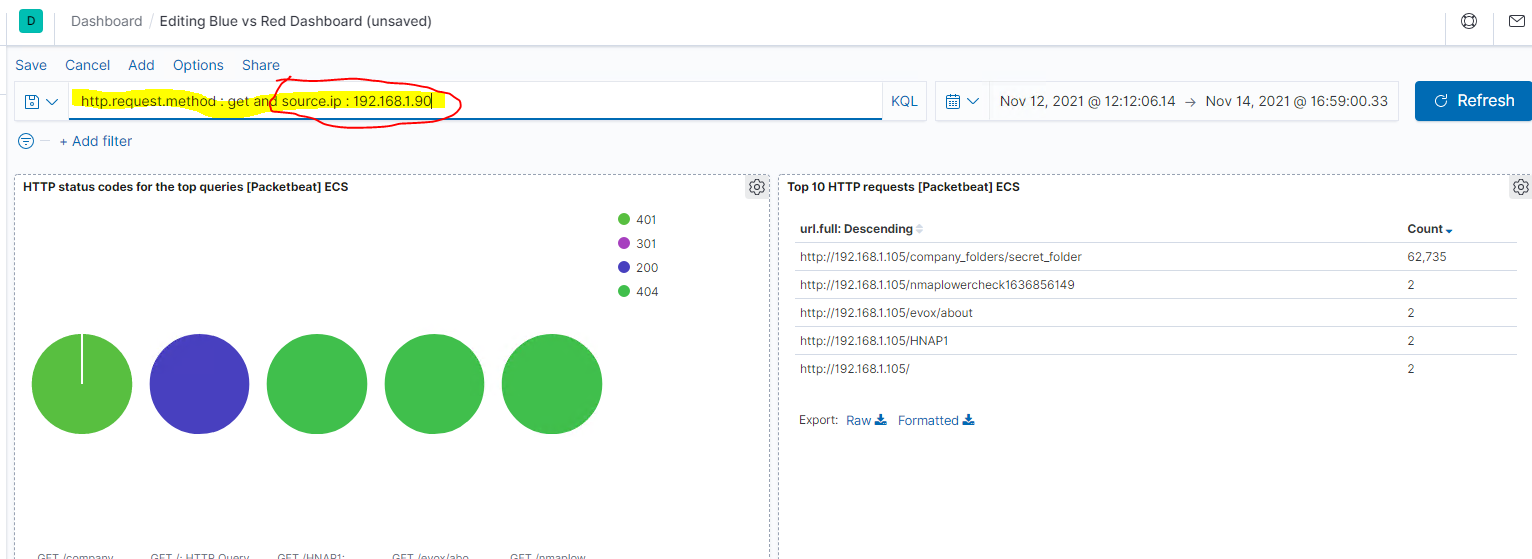 D Dashboard / Editing Blue vs Red Dashboard (unsaved)
Save Cancel Add Options Share
http.request.method : get and source.ip : 192.168.1.90 KQL Nov 12, 2021 @ 12:12:06.14 → Nov 14, 2021 @ 16:59:00.33 Refresh
+ Add filter
HTTP status codes for the top queries [Packetbeat] ECS
401
301
200
404
GET /company GET /: HTTP Query GET /HNAP1: GET /evox/abo GET /nmaplow
Top 10 HTTP requests [Packetbeat] ECS
url.full: Descending Count
http://192.168.1.105/company_folders/secret_folder 62,735
http://192.168.1.105/nmaplowercheck1636856149 2
http://192.168.1.105/evox/about 2
http://192.168.1.105/HNAP1 2
http://192.168.1.105/ 2
Export: Raw Formatted